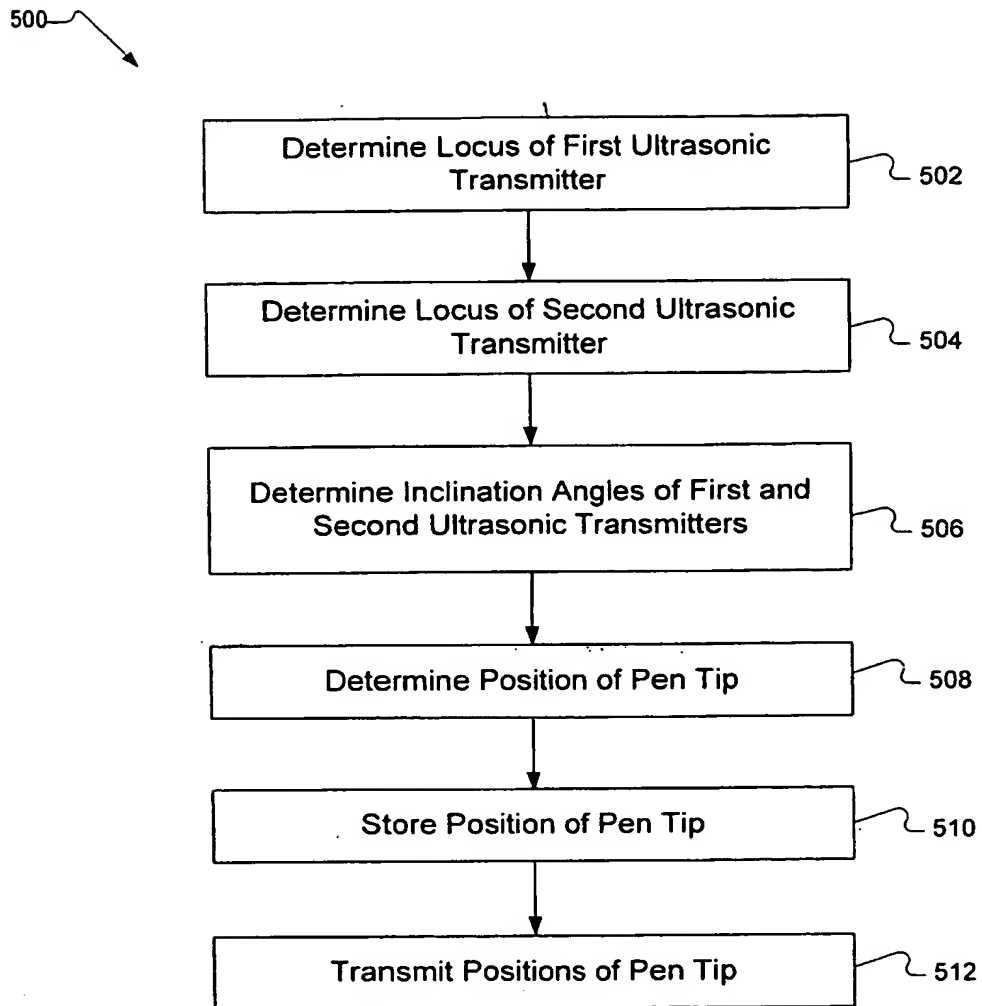 500
Determine Locus of First Ultrasonic
Transmitter
502
Determine Locus of Second Ultrasonic
Transmitter
504
Determine Inclination Angles of First and
Second Ultrasonic Transmitters
506
Determine Position of Pen Tip
508
Store Position of Pen Tip
510
Transmit Positions of Pen Tip
512